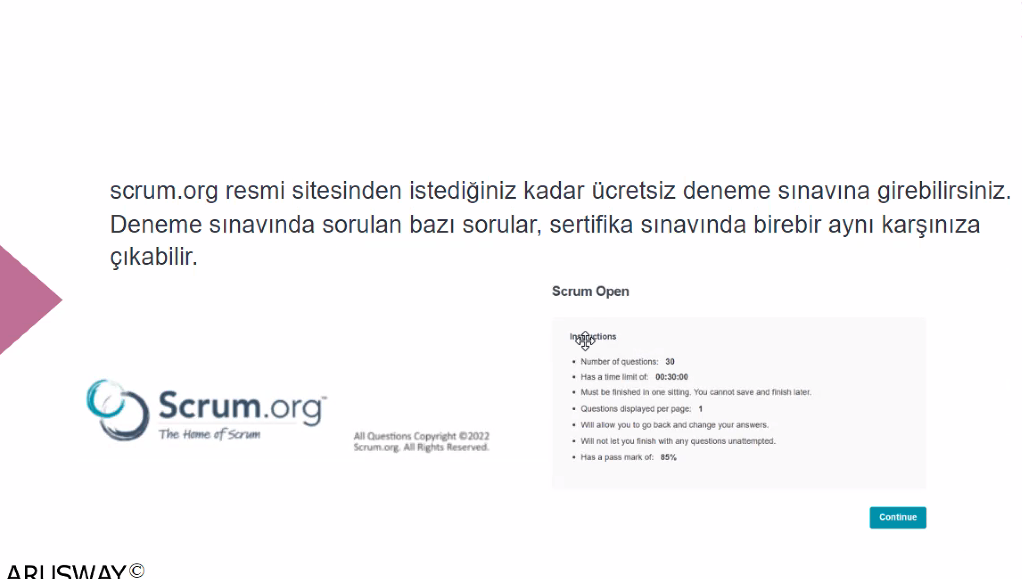 scrum.org resmi sitesinden istediğiniz kadar ücretsiz deneme sınavına girebilirsiniz.
Deneme sınavında sorulan bazı sorular, sertifika sınavında birebir aynı karşınıza
çıkabilir.
Scrum Open
Instructions
• Number of questions: 30
• Has a time limit of: 00:30:00
• Must be finished in one sitting. You cannot save and finish later.
• Questions displayed per page: 1
• Will allow you to go back and change your answers.
• Will not let you finish with any questions unattempted.
• Has a pass mark of: 85%
Scrum.org™
The Home of Scrum
All Questions Copyright ©2022
Scrum.org. All Rights Reserved.
Continue
ARUSWAY©